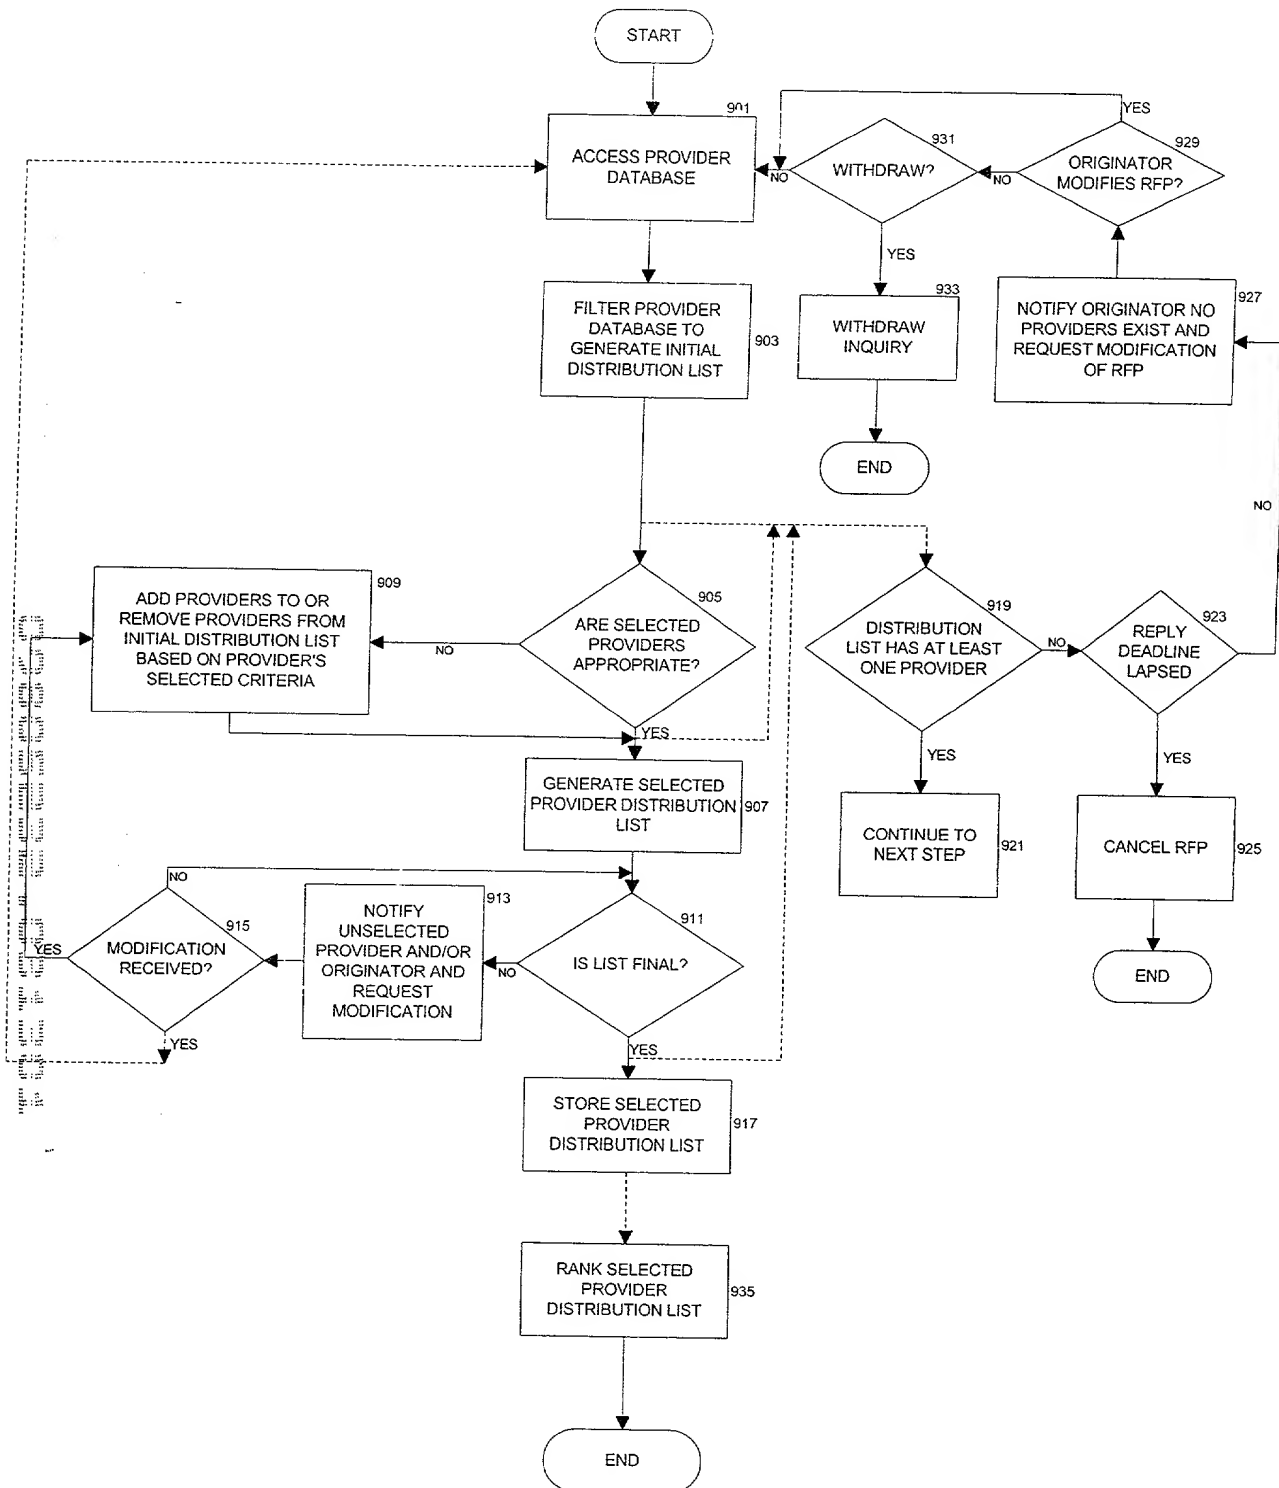 START
901
ACCESS PROVIDER
DATABASE
NO
931
WITHDRAW?
NO
YES
929
ORIGINATOR
MODIFIES RFP?
YES
933
WITHDRAW
INQUIRY
END
927
NOTIFY ORIGINATOR NO
PROVIDERS EXIST AND
REQUEST MODIFICATION
OF RFP
FILTER PROVIDER
DATABASE TO
GENERATE INITIAL
DISTRIBUTION LIST
903
NO
909
ADD PROVIDERS TO OR
REMOVE PROVIDERS FROM
INITIAL DISTRIBUTION LIST
BASED ON PROVIDER'S
SELECTED CRITERIA
NO
905
ARE SELECTED
PROVIDERS
APPROPRIATE?
YES
919
DISTRIBUTION
LIST HAS AT LEAST
ONE PROVIDER
NO
YES
923
REPLY
DEADLINE
LAPSED
YES
GENERATE SELECTED
PROVIDER DISTRIBUTION
LIST
907
CONTINUE TO
NEXT STEP
921
CANCEL RFP
925
END
NO
915
MODIFICATION
RECEIVED?
YES
YES
913
NOTIFY
UNSELECTED
PROVIDER AND/OR
ORIGINATOR AND
REQUEST
MODIFICATION
NO
911
IS LIST FINAL?
YES
STORE SELECTED
PROVIDER
DISTRIBUTION LIST
917
RANK SELECTED
PROVIDER
DISTRIBUTION LIST
935
END